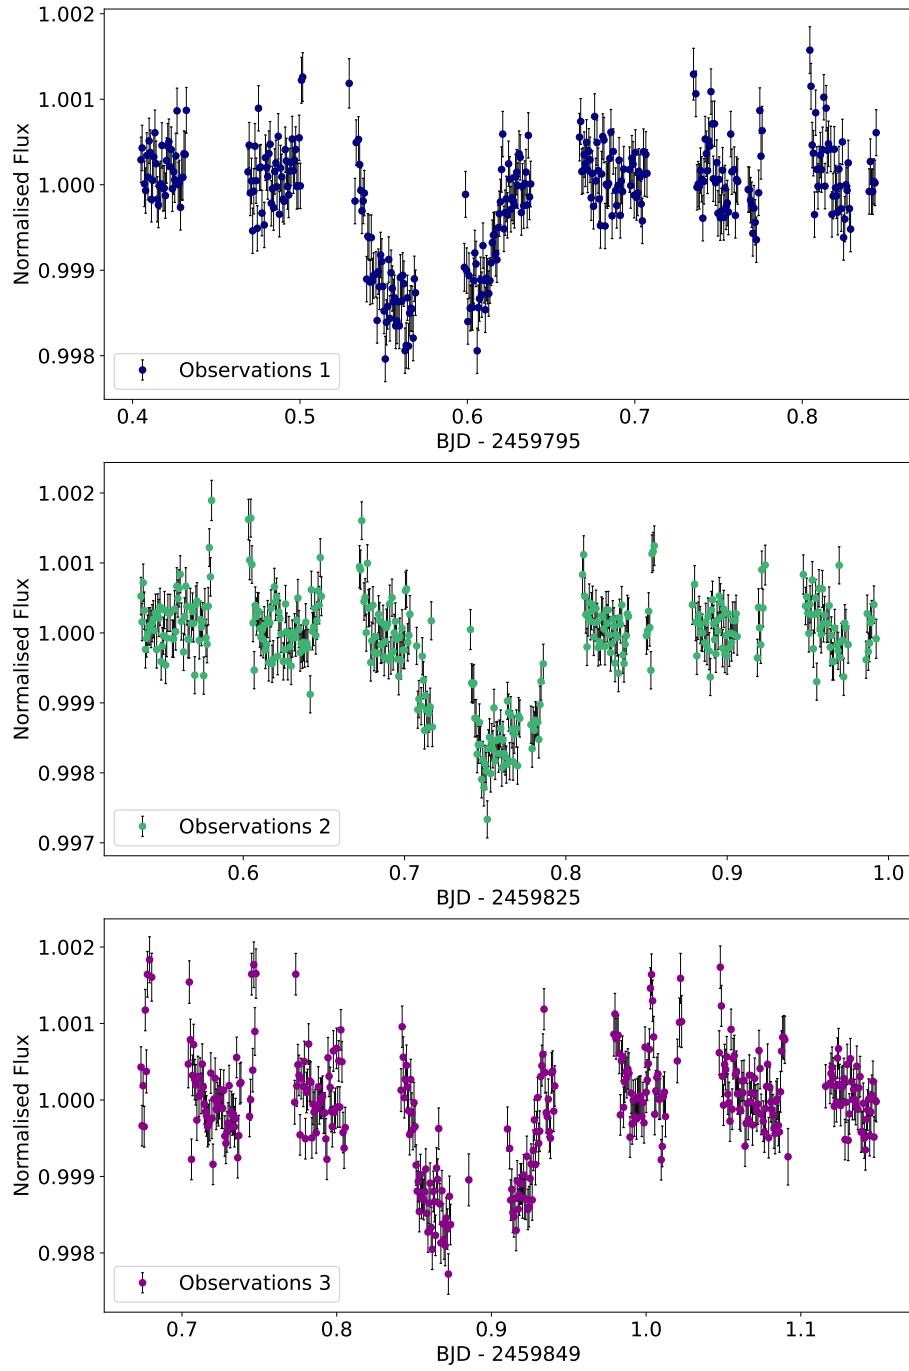 1.002
1.001
1.000
0.999
0.998
Normalised Flux
Observations 1
0.4 0.5 0.6 0.7 0.8
BJD - 2459795
1.002
1.001
1.000
0.999
0.998
0.997
Normalised Flux
Observations 2
0.6 0.7 0.8 0.9 1.0
BJD - 2459825
1.002
1.001
1.000
0.999
0.998
Normalised Flux
Observations 3
0.7 0.8 0.9 1.0 1.1
BJD - 2459849